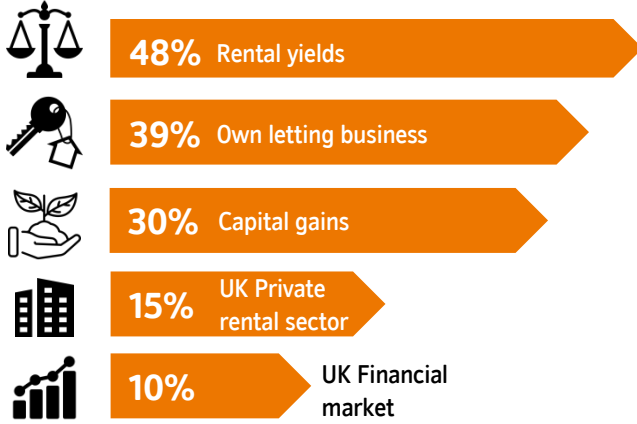 48% Rental yields
39% Own letting business
30% Capital gains
15% UK Private
rental sector
10% UK Financial
market